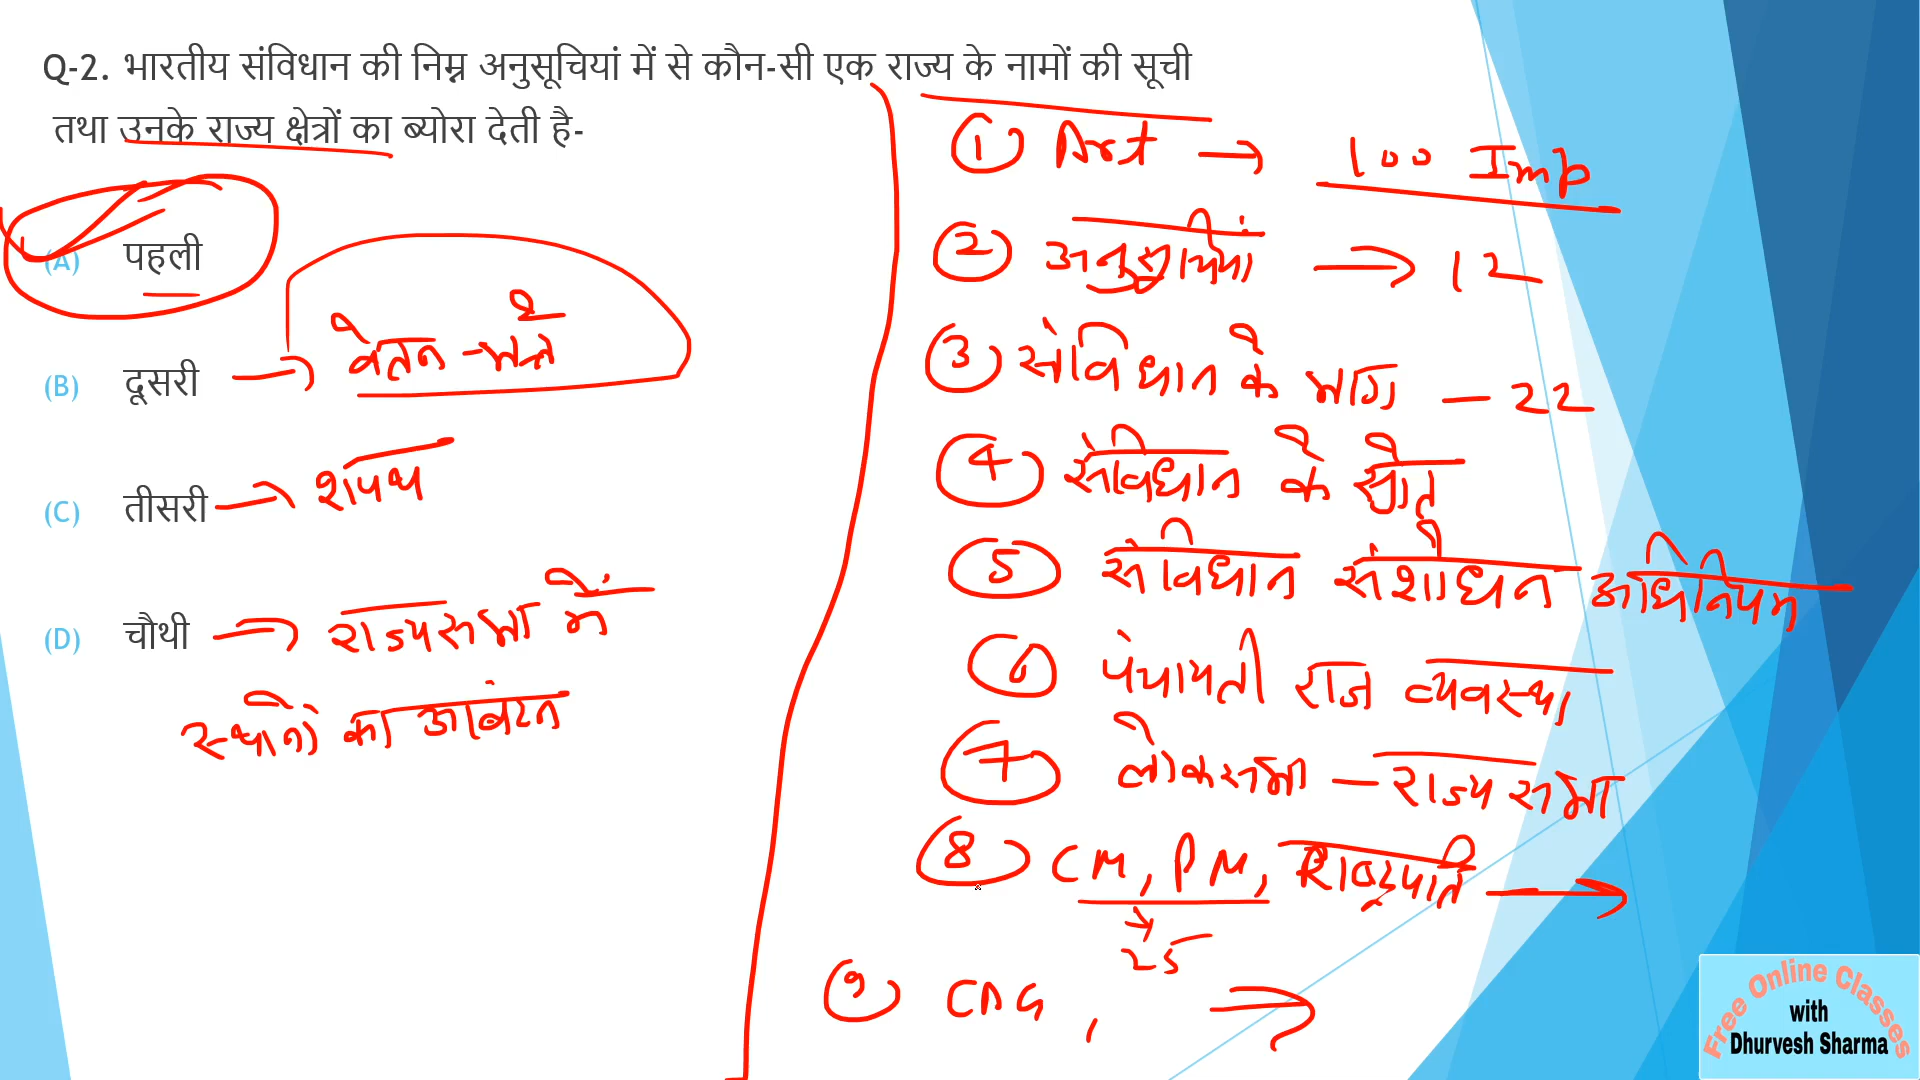 Q-2. भारतीय संविधान की निम्न अनुसूचियां में से कौन-सी एक राज्य के नामों की सूची
तथा उनके राज्य क्षेत्रों का ब्योरा देती है-
(A) पहली
(B) दूसरी → वेतन - भत्ते
(C) तीसरी → शपथ
(D) चौथी → राज्यसभा में
स्थानों का आवंटन
① Art → 100 Imp
② अनुसूचियां → 12
③ संविधान के भाग - 22
④ संविधान के स्रोत
⑤ संविधान संशोधन अधिनियम
⑥ पंचायती राज व्यवस्था
⑦ लोकसभा - राज्यसभा
⑧ CM, PM, राष्ट्रपति →
→ 25
⑨ CAG, →
Free Online Classes
with
Dhurvesh Sharma